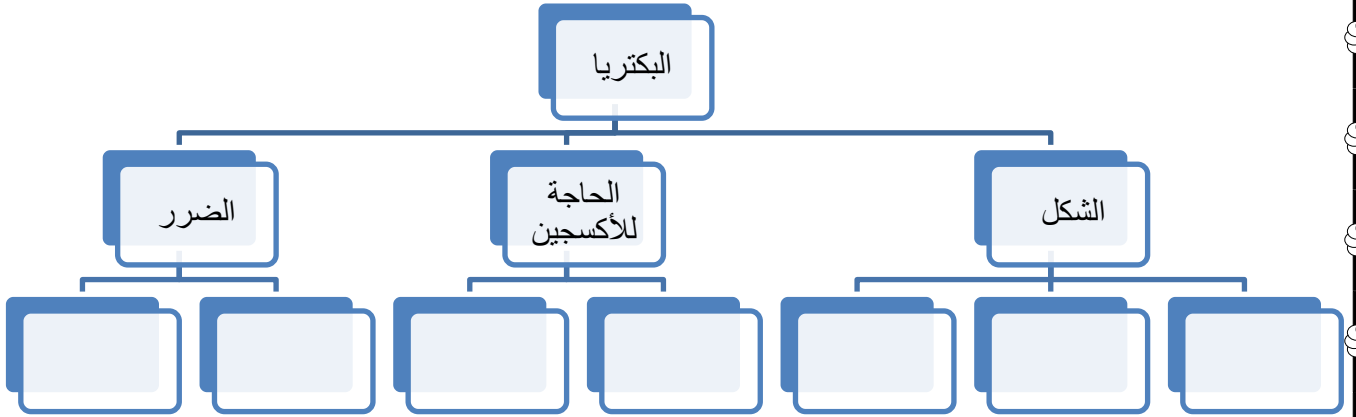 البكتريا
الشكل
الحاجة
للأكسجين
الضرر